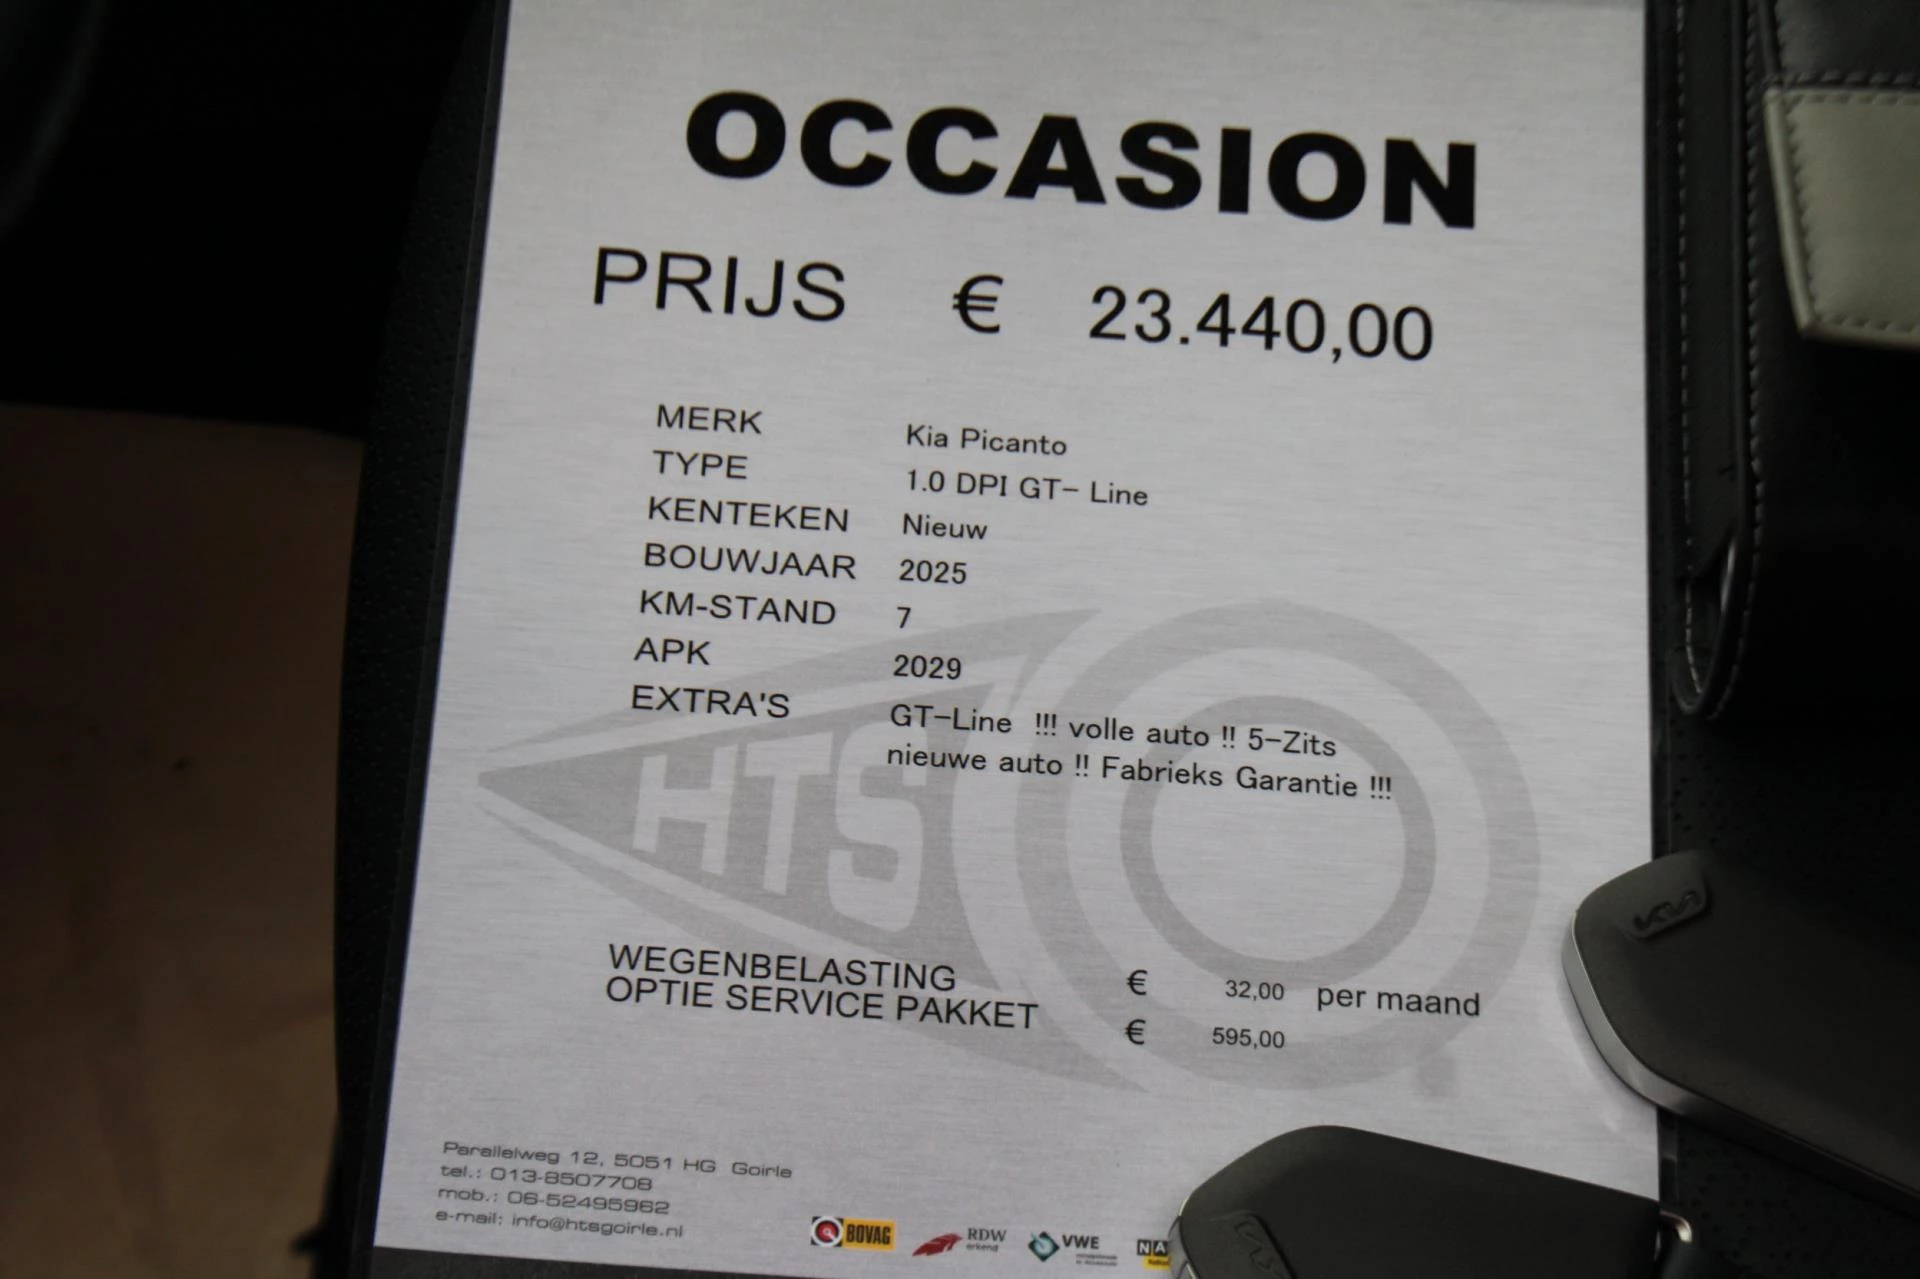 OCCASION
PRIJS € 23.440,00
MERK Kia Picanto
TYPE 1.0 DPI GT- Line
KENTEKEN Nieuw
BOUWJAAR 2025
KM-STAND 7
APK 2029
EXTRA'S GT-Line !!! volle auto !! 5-Zits
nieuwe auto !! Fabrieks Garantie !!!
HTS
WEGENBELASTING € 32,00 per maand
OPTIE SERVICE PAKKET € 595,00
Parallelweg 12, 5051 HG Goirle
tel.: 013-8507708
mob.: 06-52495962
e-mail: info@htsgoirle.nl
BOVAG
RDW
erkend
VWE
NA